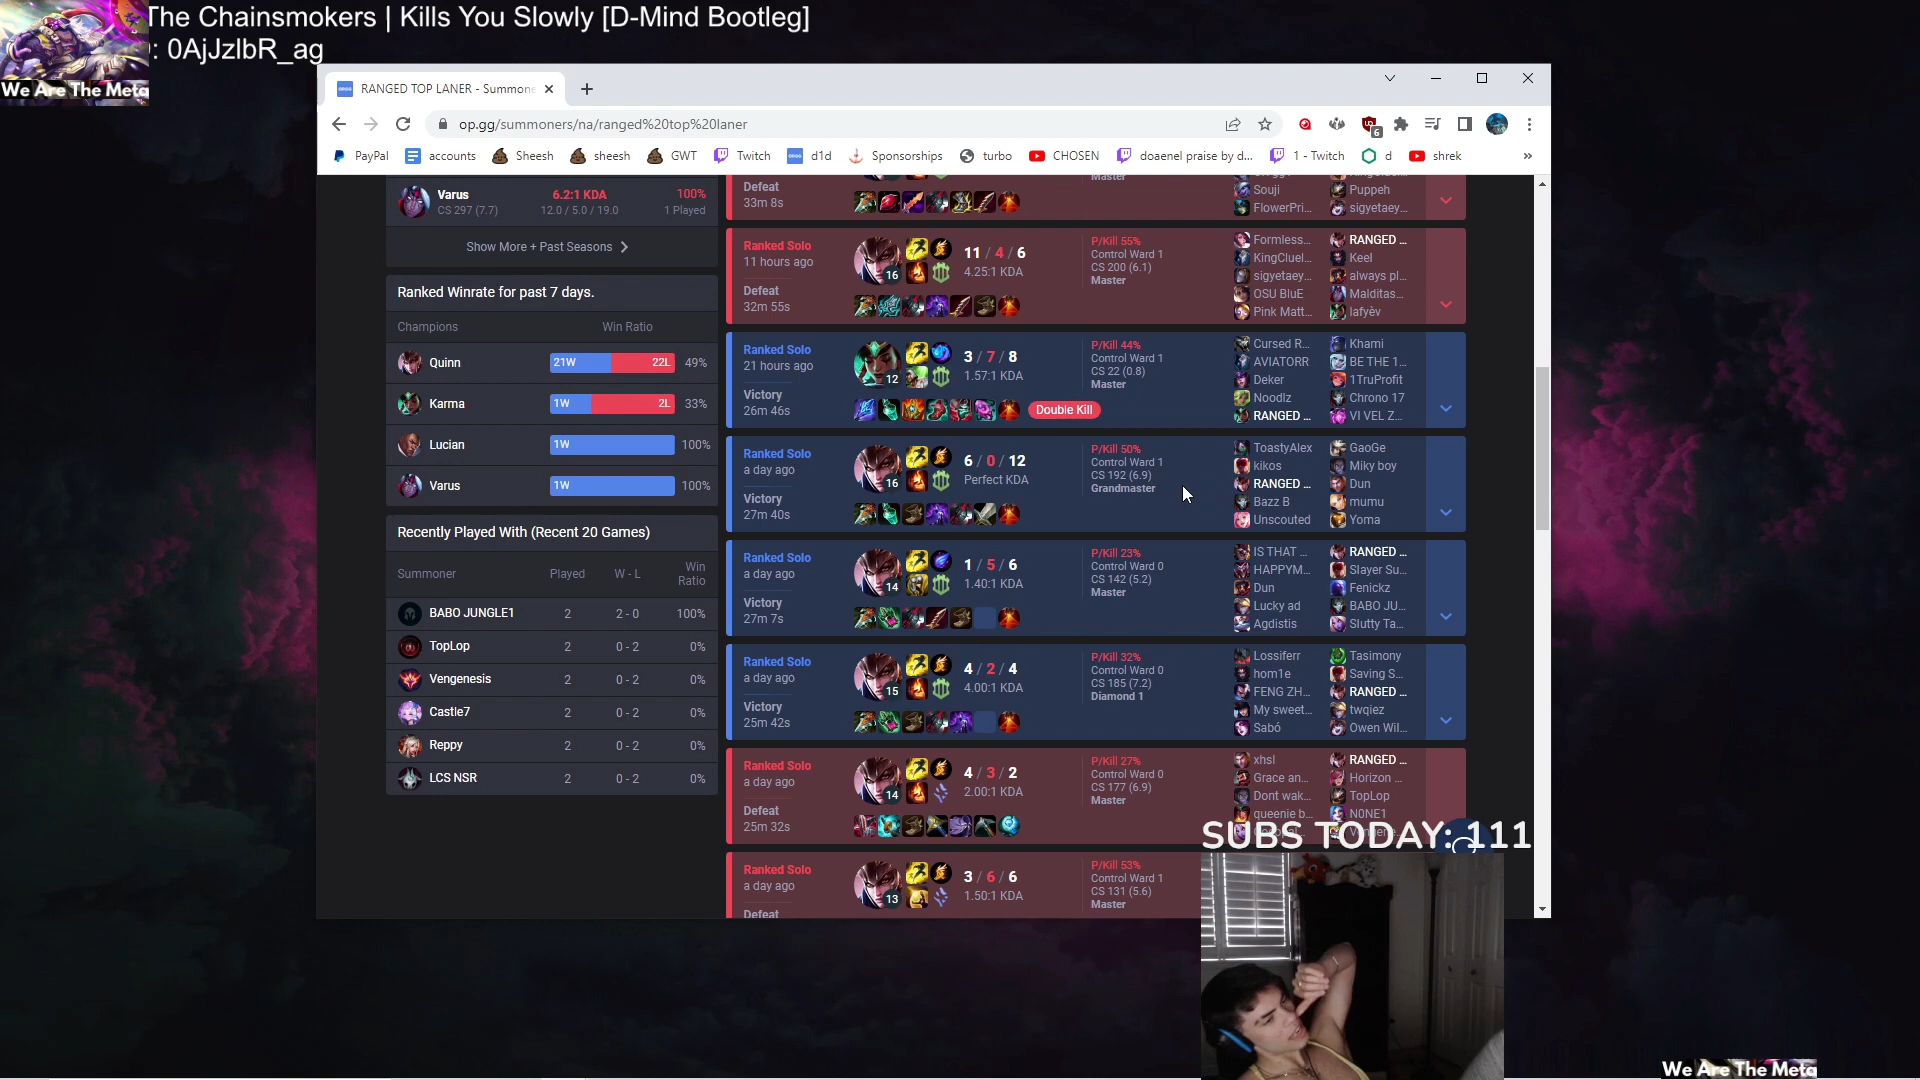 The Chainsmokers | Kills You Slowly [D-Mind Bootleg]
: 0AjJzlbR_ag
We Are The Meta
RANGED TOP LANER - Summone
op.gg/summoners/na/ranged%20top%20laner
6
PayPal accounts Sheesh sheesh GWT Twitch d1d Sponsorships turbo CHOSEN doaenel praise by d... 1 - Twitch d shrek
Varus 6.2:1 KDA 100%
CS 297 (7.7) 12.0 / 5.0 / 19.0 1 Played
Show More + Past Seasons
Ranked Winrate for past 7 days.
Champions Win Ratio
Quinn 21W 22L 49%
Karma 1W 2L 33%
Lucian 1W 100%
Varus 1W 100%
Recently Played With (Recent 20 Games)
Summoner Played W - L Win Ratio
BABO JUNGLE1 2 2 - 0 100%
TopLop 2 0 - 2 0%
Vengenesis 2 0 - 2 0%
Castle7 2 0 - 2 0%
Reppy 2 0 - 2 0%
LCS NSR 2 0 - 2 0%
Defeat
33m 8s
Master
Souji Puppeh
FlowerPri... sigyetaey...
Ranked Solo
11 hours ago
Defeat
32m 55s
16
11 / 4 / 6
4.25:1 KDA
P/Kill 55%
Control Ward 1
CS 200 (6.1)
Master
Formless... RANGED ...
KingCluel... Keel
sigyetaey... always pl...
OSU BluE Malditas...
Pink Matt... lafyèv
Ranked Solo
21 hours ago
Victory
26m 46s
12
3 / 7 / 8
1.57:1 KDA
Double Kill
P/Kill 44%
Control Ward 1
CS 22 (0.8)
Master
Cursed R... Khami
AVIATORR BE THE 1...
Deker 1TruProfit
Noodlz Chrono 17
RANGED ... VI VEL Z...
Ranked Solo
a day ago
Victory
27m 40s
16
6 / 0 / 12
Perfect KDA
P/Kill 50%
Control Ward 1
CS 192 (6.9)
Grandmaster
ToastyAlex GaoGe
kikos Miky boy
RANGED ... Dun
Bazz B mumu
Unscouted Yoma
Ranked Solo
a day ago
Victory
27m 7s
14
1 / 5 / 6
1.40:1 KDA
P/Kill 23%
Control Ward 0
CS 142 (5.2)
Master
IS THAT ... RANGED ...
HAPPYM... Slayer Su...
Dun Fenickz
Lucky ad BABO JU...
Agdistis Slutty Ta...
Ranked Solo
a day ago
Victory
25m 42s
15
4 / 2 / 4
4.00:1 KDA
P/Kill 32%
Control Ward 0
CS 185 (7.2)
Diamond 1
Lossiferr Tasimony
hom1e Saving S...
FENG ZH... RANGED ...
My sweet... twqiez
Sabó Owen Wil...
Ranked Solo
a day ago
Defeat
25m 32s
14
4 / 3 / 2
2.00:1 KDA
P/Kill 27%
Control Ward 0
CS 177 (6.9)
Master
xhsl RANGED ...
Grace an... Horizon ...
Dont wak... TopLop
queenie b... N0NE1
SUBS TODAY: 111
Ranked Solo
a day ago
Defeat
13
3 / 6 / 6
1.50:1 KDA
P/Kill 53%
Control Ward 1
CS 131 (5.6)
Master
We Are The Meta